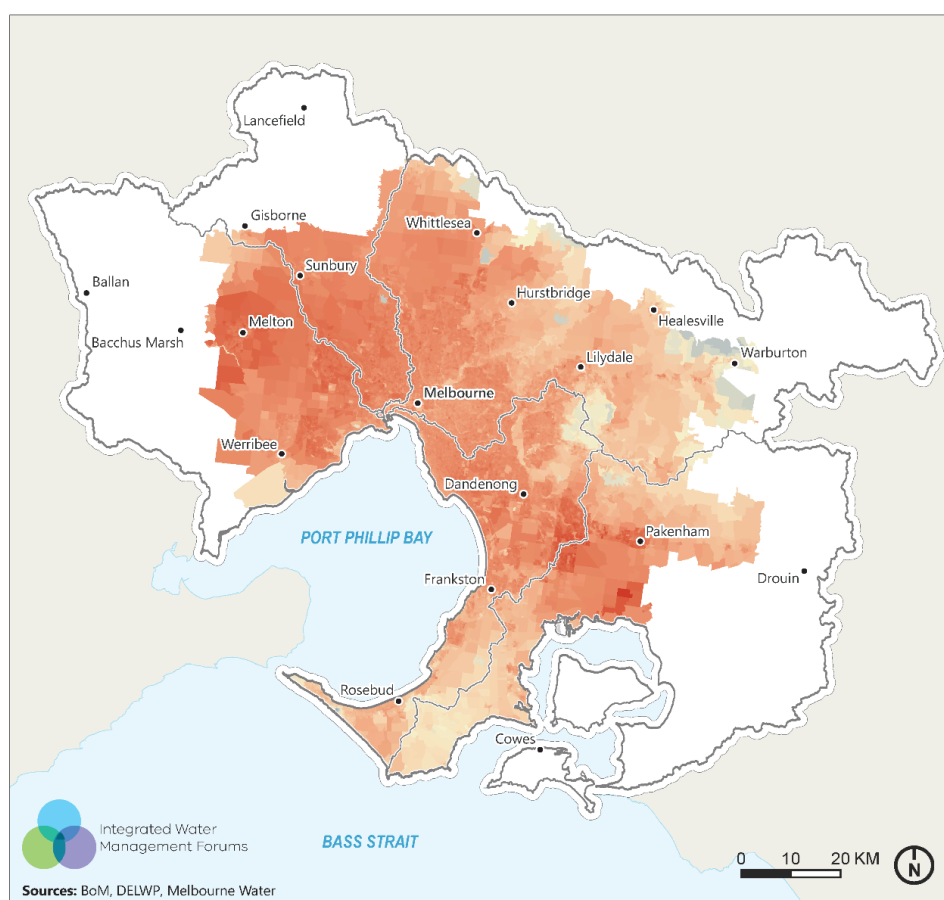 Lancefield
Gisborne
Whittlesea
Sunbury
Ballan
Hurstbridge
Healesville
Melton
Bacchus Marsh
Lilydale
Warburton
Melbourne
Werribee
Dandenong
PORT PHILLIP BAY
Pakenham
Frankston
Drouin
Rosebud
Cowes
Integrated Water
Management Forums
BASS STRAIT
0 10 20 KM
N
Sources: BoM, DELWP, Melbourne Water